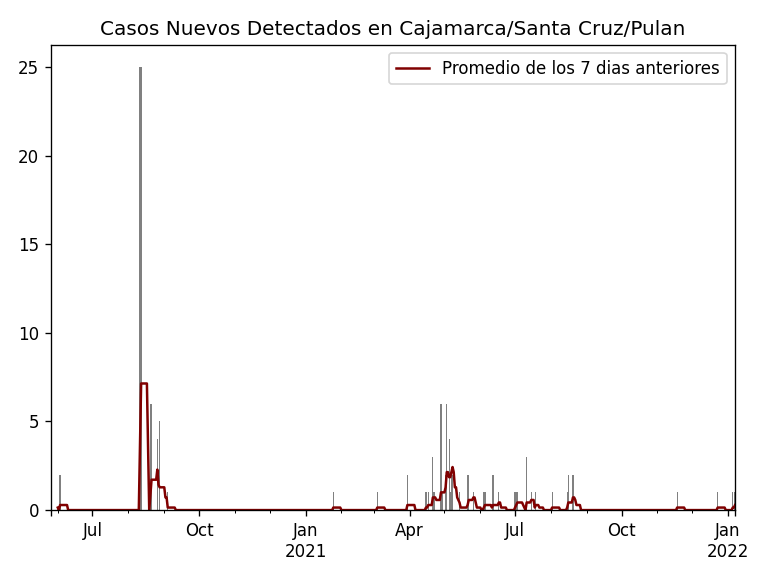 Casos Nuevos Detectados en Cajamarca/Santa Cruz/Pulan
Promedio de los 7 dias anteriores
25
20
15
10
5
0
Jul Oct Jan Apr Jul Oct Jan
2021 2022